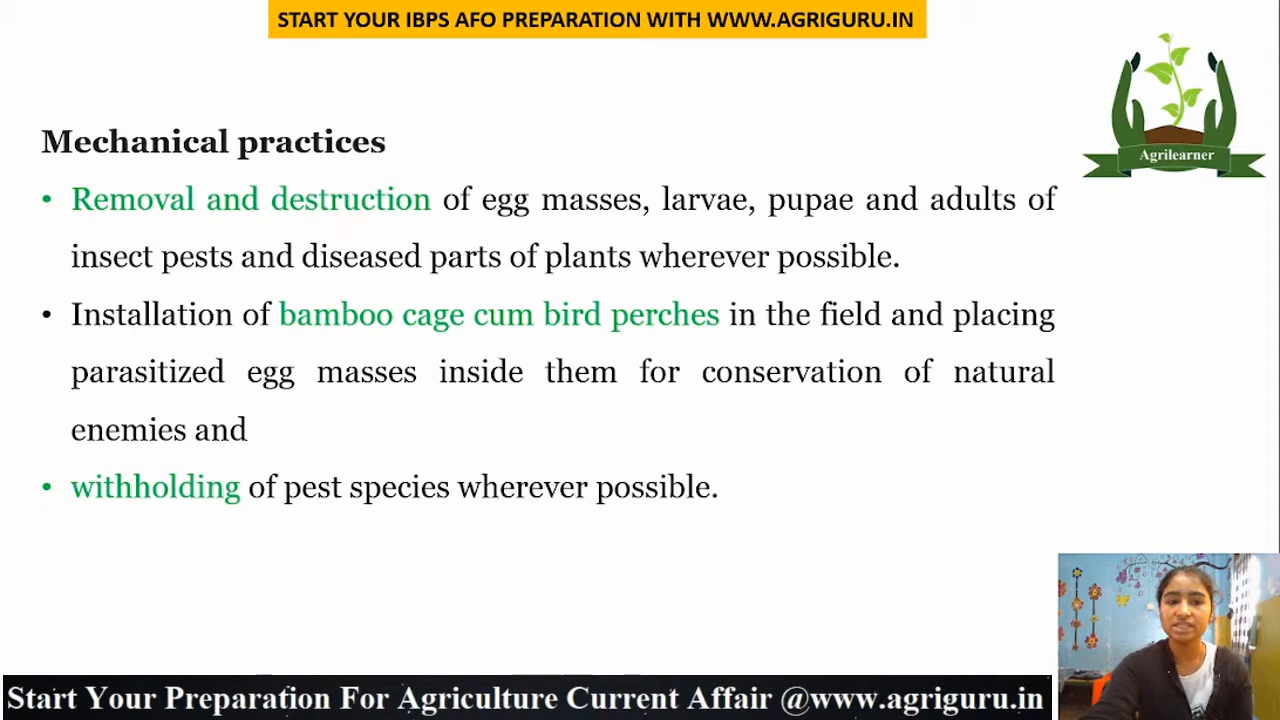 START YOUR IBPS AFO PREPARATION WITH WWW.AGRIGURU.IN
Agrilearner
Mechanical practices
• Removal and destruction of egg masses, larvae, pupae and adults of
insect pests and diseased parts of plants wherever possible.
• Installation of bamboo cage cum bird perches in the field and placing
parasitized egg masses inside them for conservation of natural
enemies and
• withholding of pest species wherever possible.
Start Your Preparation For Agriculture Current Affair @www.agriguru.in